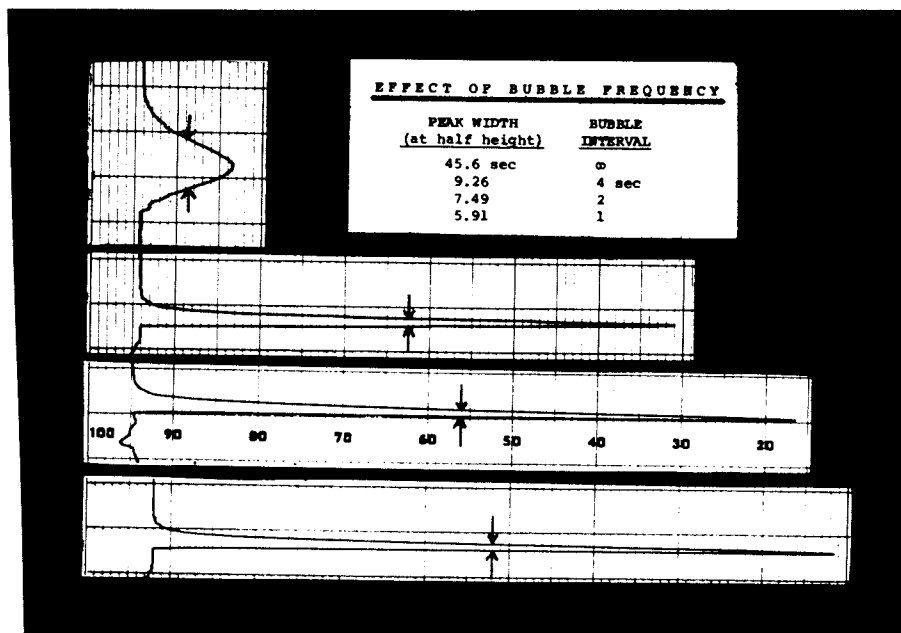 EFFECT OF BUBBLE FREQUENCY
PEAK WIDTH BUBBLE
(at half height) INTERVAL
45.6 sec ∞
9.26 4 sec
7.49 2
5.91 1
100 90 80 70 60 50 40 30 20